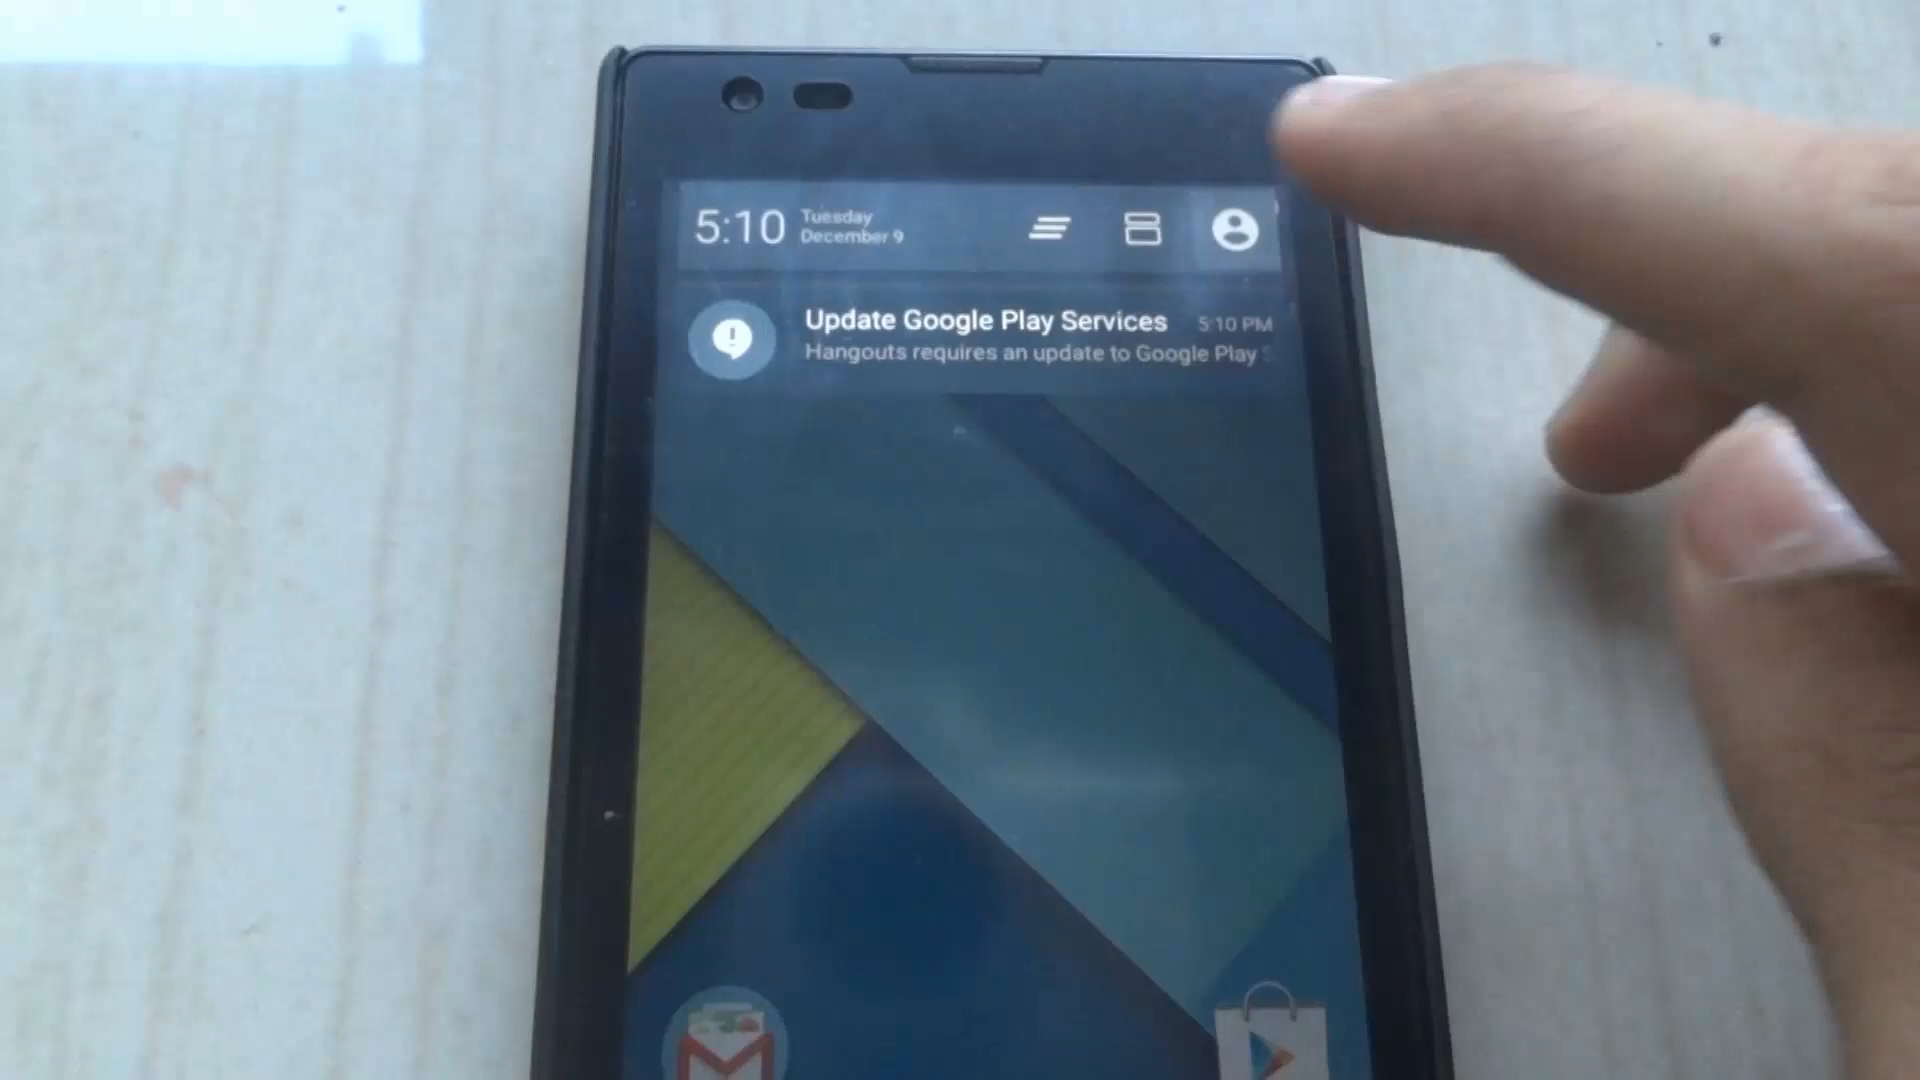 5:10
Tuesday
December 9
Update Google Play Services
5:10 PM
Hangouts requires an update to Google Play S